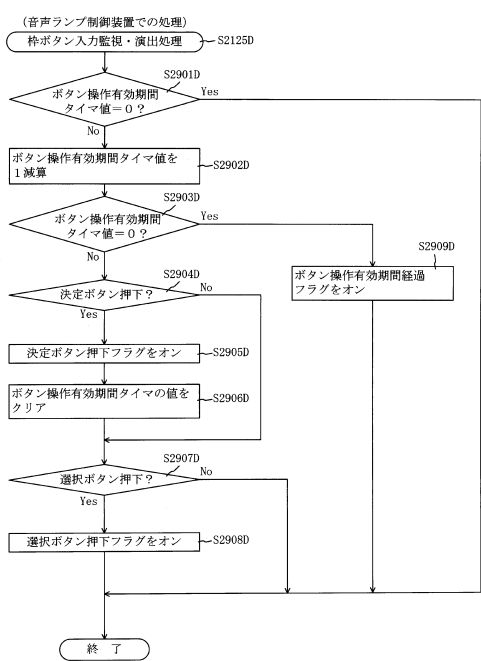 (音声ランプ制御装置での処理)
枠ボタン入力監視・演出処理
S2125D
S2901D
ボタン操作有効期間
タイマ値=0?
Yes
No
ボタン操作有効期間タイマ値を
1減算
S2902D
S2903D
ボタン操作有効期間
タイマ値=0?
Yes
No
S2909D
ボタン操作有効期間経過
フラグをオン
S2904D
決定ボタン押下?
No
Yes
決定ボタン押下フラグをオン
S2905D
ボタン操作有効期間タイマの値を
クリア
S2906D
S2907D
選択ボタン押下?
No
Yes
選択ボタン押下フラグをオン
S2908D
終 了